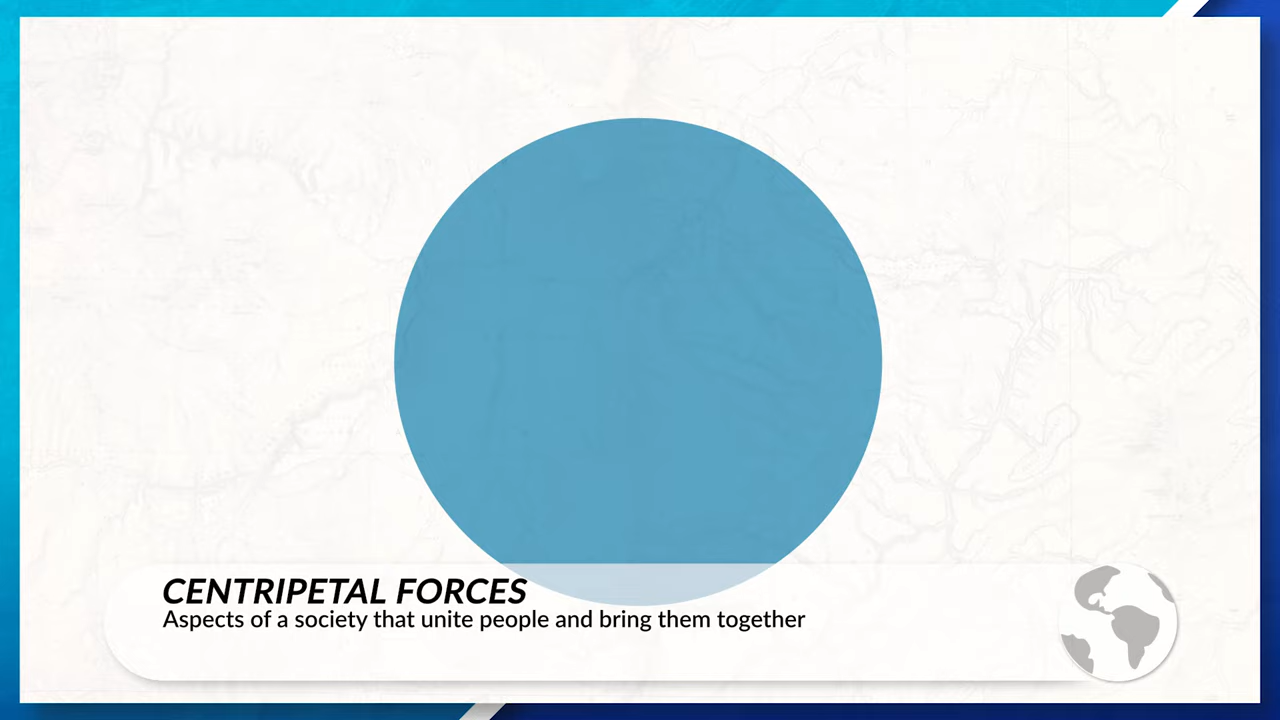 CENTRIPETAL FORCES
Aspects of a society that unite people and bring them together